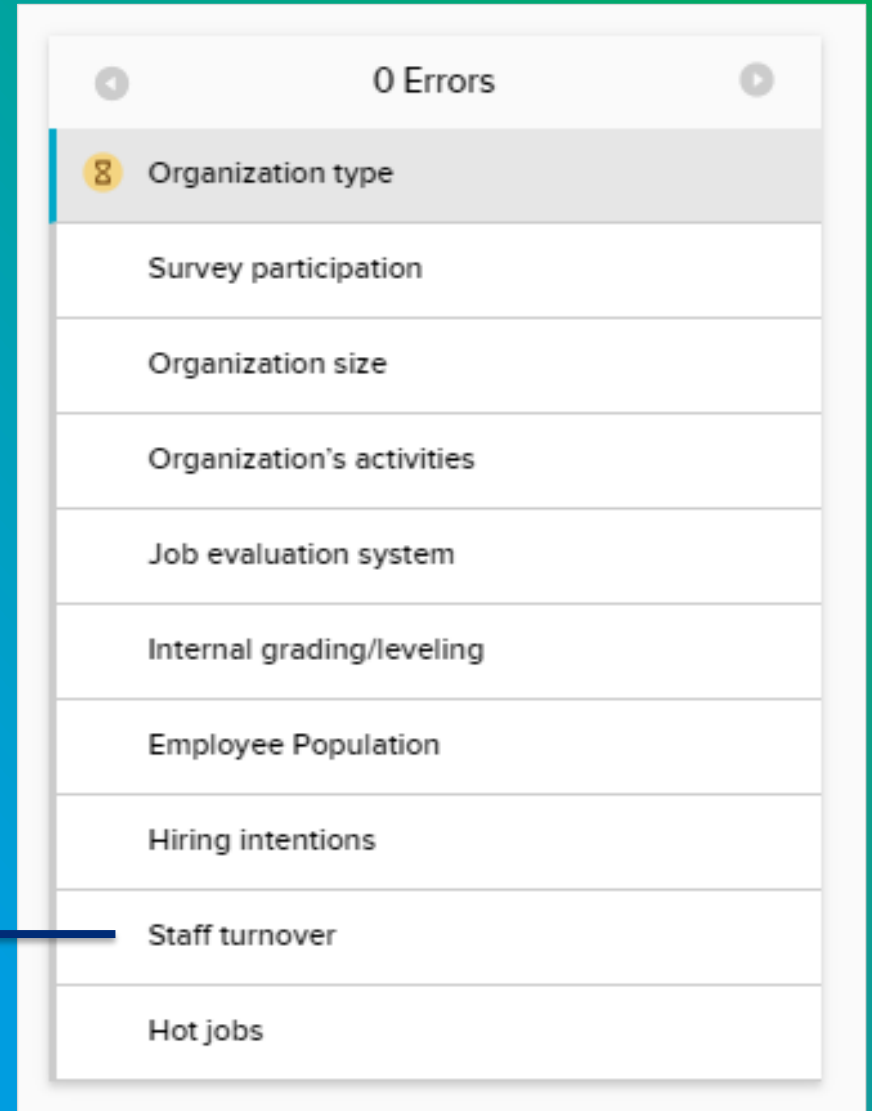 0 Errors
Organization type
Survey participation
Organization size
Organization's activities
Job evaluation system
Internal grading/leveling
Employee Population
Hiring intentions
Staff turnover
Hot jobs